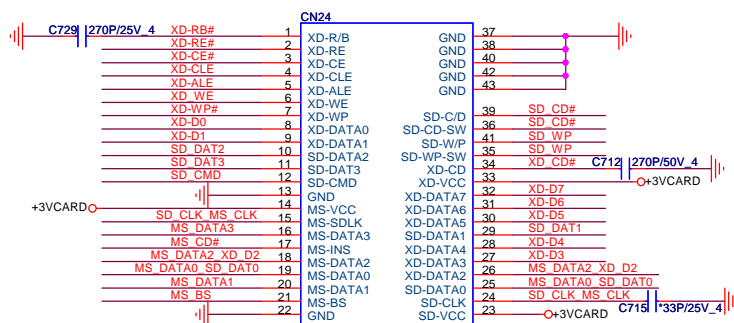 CN24
C729 270P/25V_4 XD-RB# 1 XD-R/B GND 37
XD-RE# 2 XD-RE GND 38
XD-CE# 3 XD-CE GND 40
XD-CLE 4 XD-CLE GND 42
XD-ALE 5 XD-ALE GND 43
XD_WE 6 XD-WE
XD-WP# 7 XD-WP SD-C/D 39 SD_CD#
XD-D0 8 XD-DATA0 SD-CD-SW 36 SD_CD#
XD-D1 9 XD-DATA1 SD-W/P 41 SD_WP
SD_DAT2 10 SD-DATA2 SD-WP-SW 35 SD_WP
SD_DAT3 11 SD-DAT3 XD-CD 34 XD_CD# C712 270P/50V_4
SD_CMD 12 SD-CMD XD-VCC 33 +3VCARD
13 GND XD-DATA7 32 XD-D7
+3VCARD 14 MS-VCC XD-DATA6 31 XD-D6
SD_CLK_MS_CLK 15 MS-SDLK XD-DATA5 30 XD-D5
MS_DATA3 16 MS-DATA3 SD-DATA1 29 SD_DAT1
MS_CD# 17 MS-INS XD-DATA4 28 XD-D4
MS_DATA2_XD_D2 18 MS-DATA2 XD-DATA3 27 XD-D3
MS_DATA0_SD_DAT0 19 MS-DATA0 XD-DATA2 26 MS_DATA2_XD_D2
MS_DATA1 20 MS-DATA1 SD-DATA0 25 MS_DATA0_SD_DAT0
MS_BS 21 MS-BS SD-CLK 24 SD_CLK_MS_CLK C715 *33P/25V_4
22 GND SD-VCC 23 +3VCARD